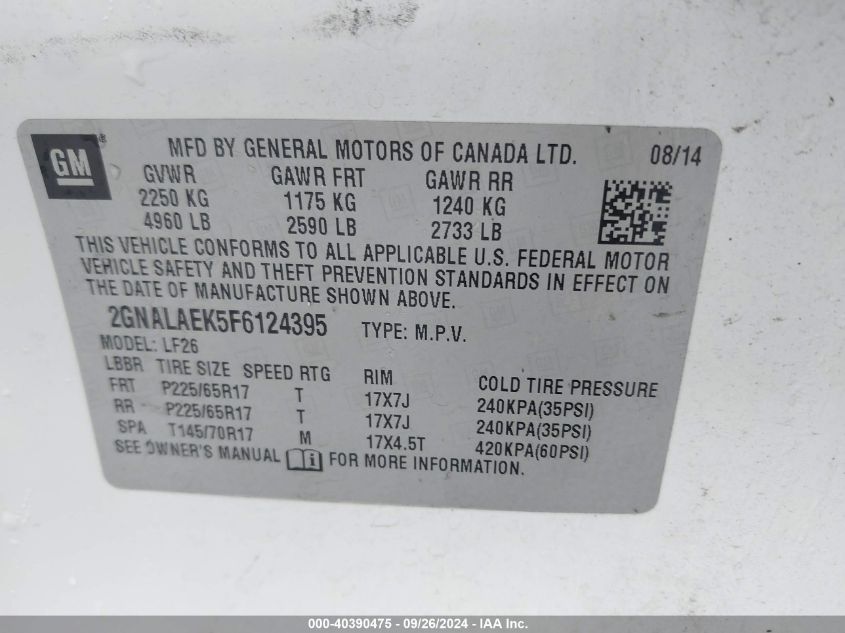 GM
MFD BY GENERAL MOTORS OF CANADA LTD. 08/14
GVWR GAWR FRT GAWR RR
2250 KG 1175 KG 1240 KG
4960 LB 2590 LB 2733 LB
THIS VEHICLE CONFORMS TO ALL APPLICABLE U.S. FEDERAL MOTOR
VEHICLE SAFETY AND THEFT PREVENTION STANDARDS IN EFFECT ON
THE DATE OF MANUFACTURE SHOWN ABOVE.
2GNALAEK5F6124395 TYPE: M.P.V.
MODEL: LF26
LBBR TIRE SIZE SPEED RTG RIM COLD TIRE PRESSURE
FRT P225/65R17 T 17X7J 240KPA(35PSI)
RR P225/65R17 T 17X7J 240KPA(35PSI)
SPA T145/70R17 M 17X4.5T 420KPA(60PSI)
SEE OWNER'S MANUAL FOR MORE INFORMATION.
000-40390475 - 09/26/2024 - IAA Inc.